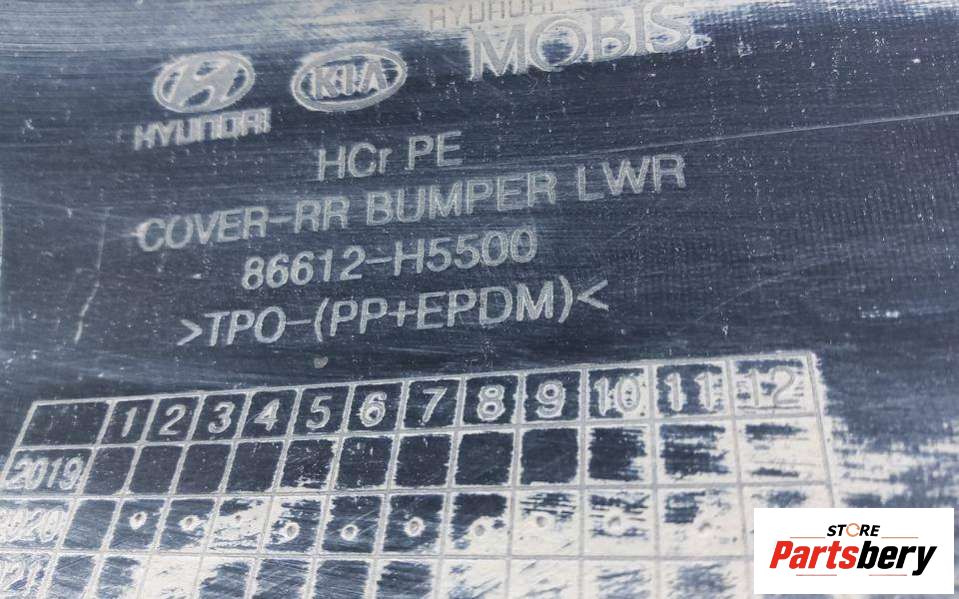 HYUNDAI
MOBIS
KIA
HYUNDAI
HCr PE
COVER-RR BUMPER LWR
86612-H5500
>TPO-(PP+EPDM)<
1 2 3 4 5 6 7 8 9 10 11 12
2019
2020
STORE
Partsbery